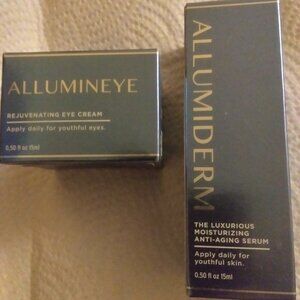 ALLUMINEYE
REJUVENATING EYE CREAM
Apply daily for youthful eyes.
0.50 fl oz 15ml
ALLUMIDERM
THE LUXURIOUS
MOISTURIZING
ANTI-AGING SERUM
Apply daily for
youthful skin.
0.50 fl oz 15ml